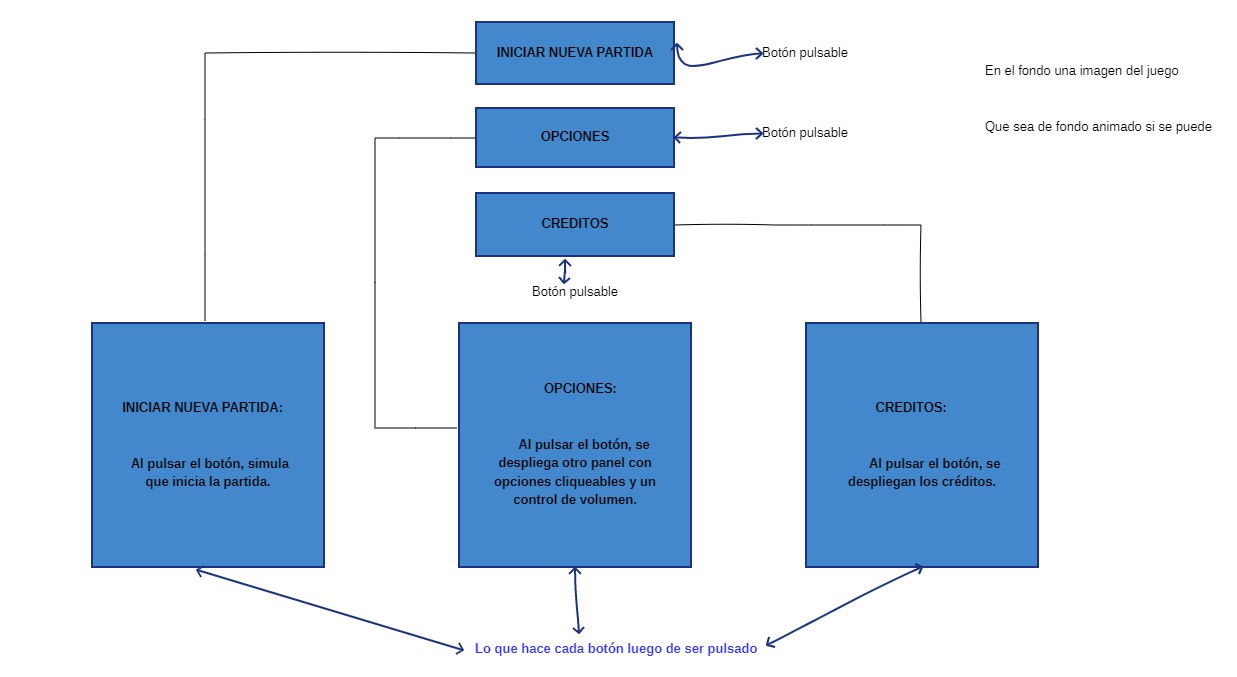 INICIAR NUEVA PARTIDA
Botón pulsable
En el fondo una imagen del juego
OPCIONES
Botón pulsable
Que sea de fondo animado si se puede
CREDITOS
Botón pulsable
INICIAR NUEVA PARTIDA:
Al pulsar el botón, simula
que inicia la partida.
OPCIONES:
Al pulsar el botón, se
despliega otro panel con
opciones cliqueables y un
control de volumen.
CREDITOS:
Al pulsar el botón, se
despliegan los créditos.
Lo que hace cada botón luego de ser pulsado